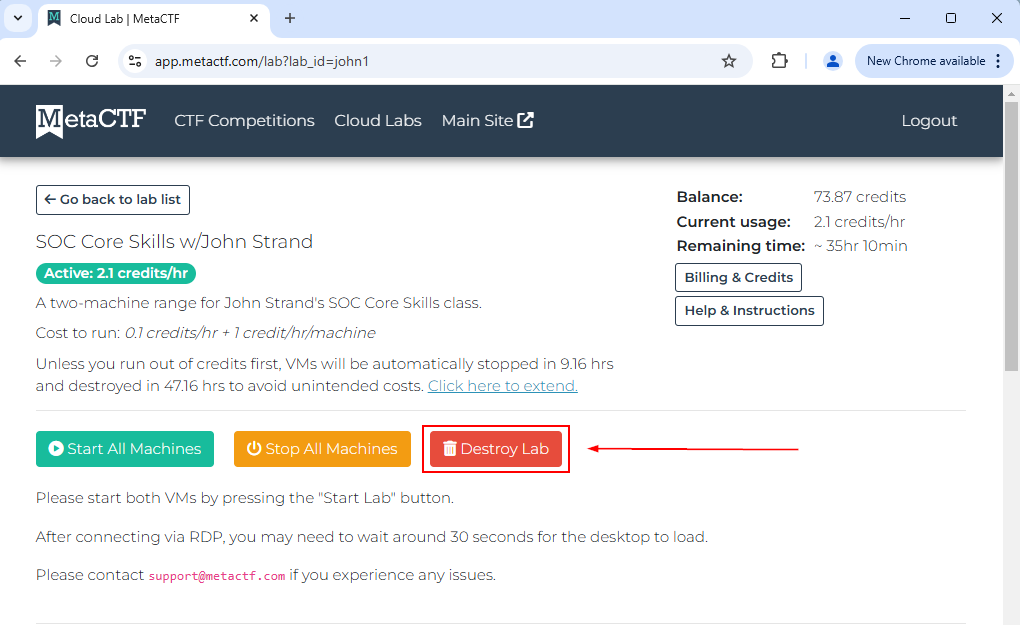 Cloud Lab | MetaCTF
app.metactf.com/lab?lab_id=john1
New Chrome available
MetaCTF
CTF Competitions
Cloud Labs
Main Site
Logout
Go back to lab list
SOC Core Skills w/John Strand
Active: 2.1 credits/hr
A two-machine range for John Strand's SOC Core Skills class.
Cost to run: 0.1 credits/hr + 1 credit/hr/machine
Unless you run out of credits first, VMs will be automatically stopped in 9.16 hrs
and destroyed in 47.16 hrs to avoid unintended costs. Click here to extend.
Balance: 73.87 credits
Current usage: 2.1 credits/hr
Remaining time: ~ 35hr 10min
Billing & Credits
Help & Instructions
Start All Machines
Stop All Machines
Destroy Lab
Please start both VMs by pressing the "Start Lab" button.
After connecting via RDP, you may need to wait around 30 seconds for the desktop to load.
Please contact support@metactf.com if you experience any issues.